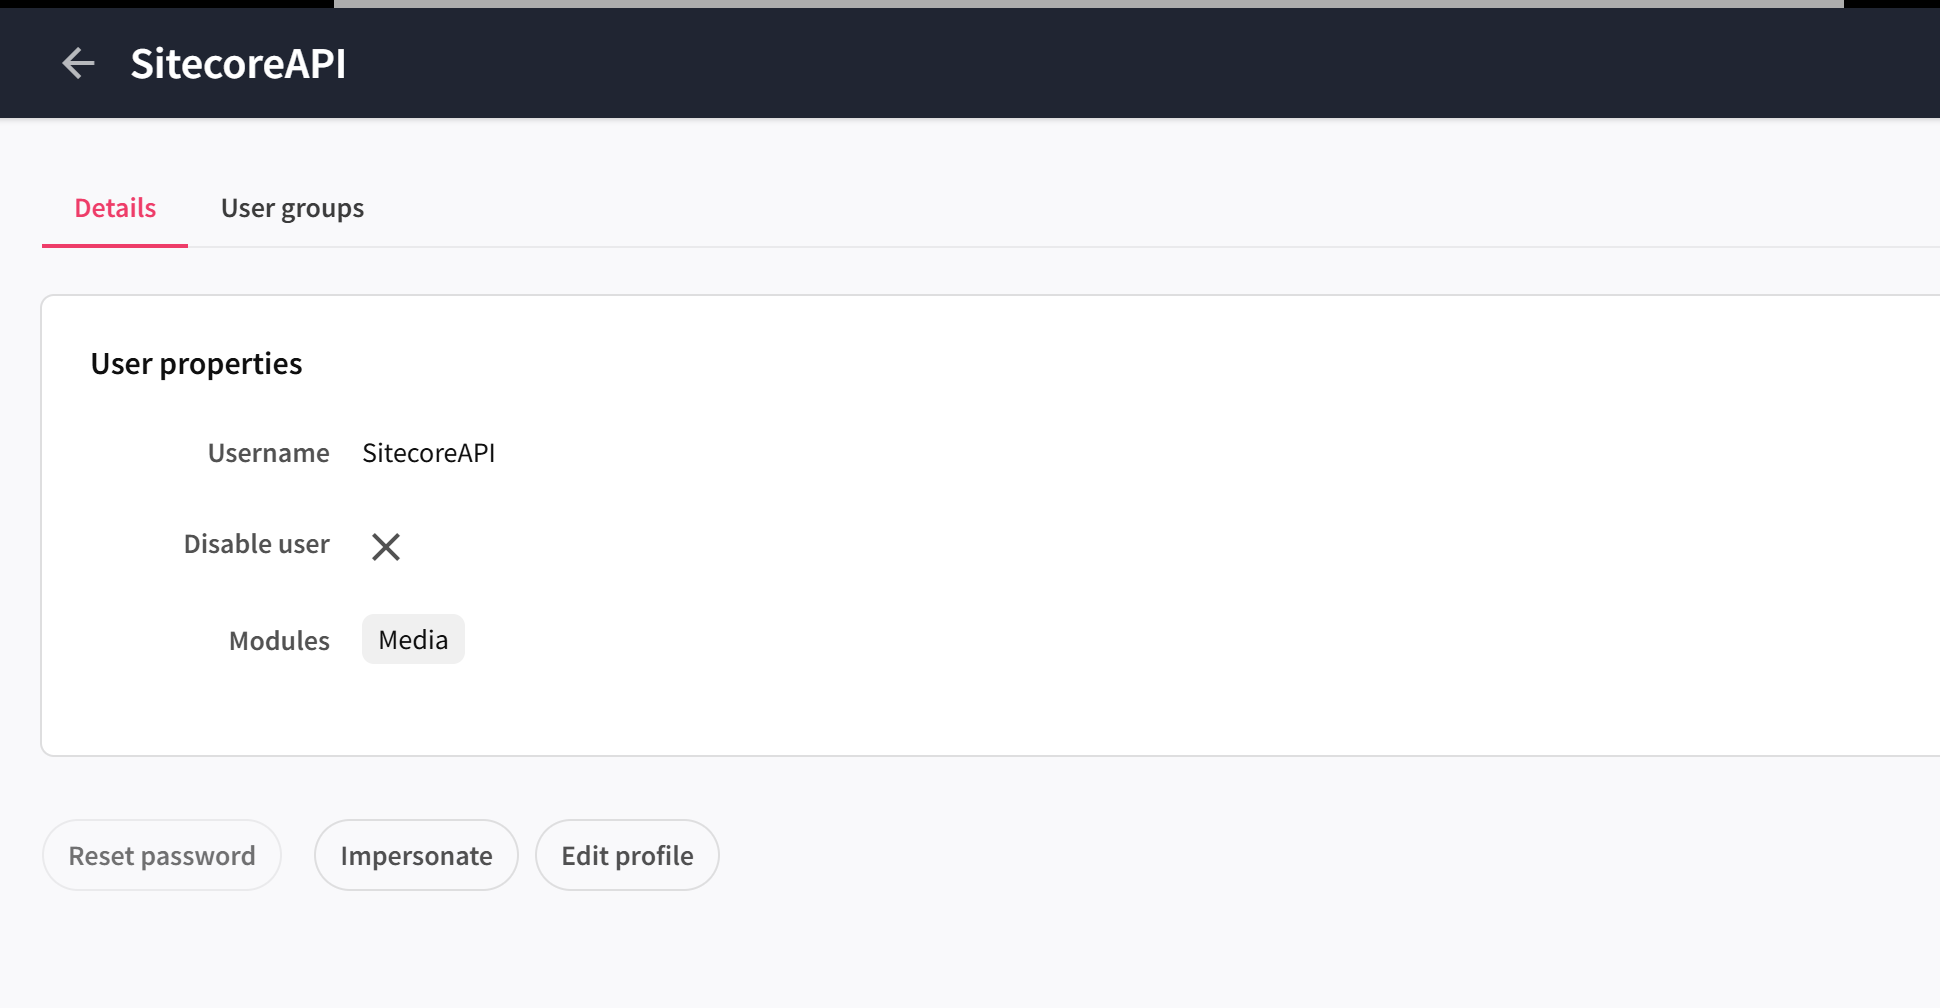 SitecoreAPI
Details User groups
User properties
Username SitecoreAPI
Disable user
Modules Media
Reset password Impersonate Edit profile